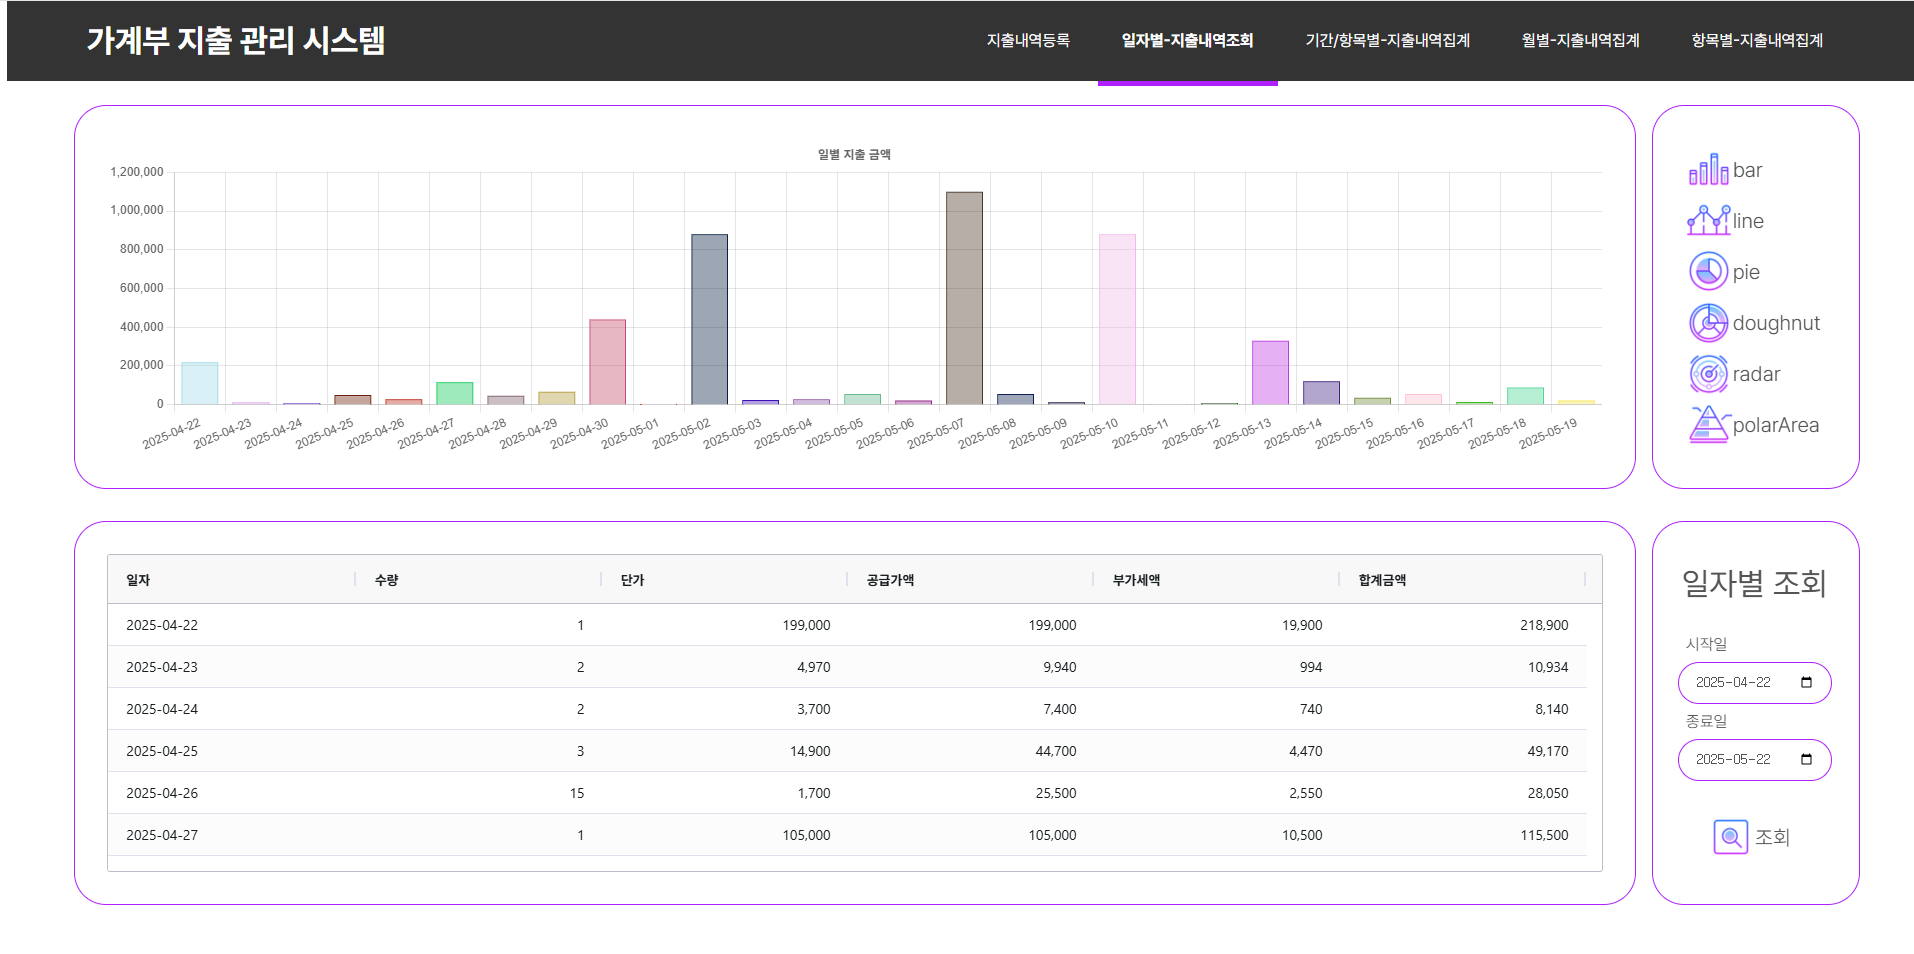 가계부 지출 관리 시스템
지출내역등록 일자별-지출내역조회 기간/항목별-지출내역집계 월별-지출내역집계 항목별-지출내역집계
일별 지출 금액
1,200,000
1,000,000
800,000
600,000
400,000
200,000
0
2025-04-22 2025-04-23 2025-04-24 2025-04-25 2025-04-26 2025-04-27 2025-04-28 2025-04-29 2025-04-30 2025-05-01 2025-05-02 2025-05-03 2025-05-04 2025-05-05 2025-05-06 2025-05-07 2025-05-08 2025-05-09 2025-05-10 2025-05-11 2025-05-12 2025-05-13 2025-05-14 2025-05-15 2025-05-16 2025-05-17 2025-05-18 2025-05-19
bar
line
pie
doughnut
radar
polarArea
일자 수량 단가 공급가액 부가세액 합계금액
2025-04-22 1 199,000 199,000 19,900 218,900
2025-04-23 2 4,970 9,940 994 10,934
2025-04-24 2 3,700 7,400 740 8,140
2025-04-25 3 14,900 44,700 4,470 49,170
2025-04-26 15 1,700 25,500 2,550 28,050
2025-04-27 1 105,000 105,000 10,500 115,500
일자별 조회
시작일
2025-04-22
종료일
2025-05-22
조회